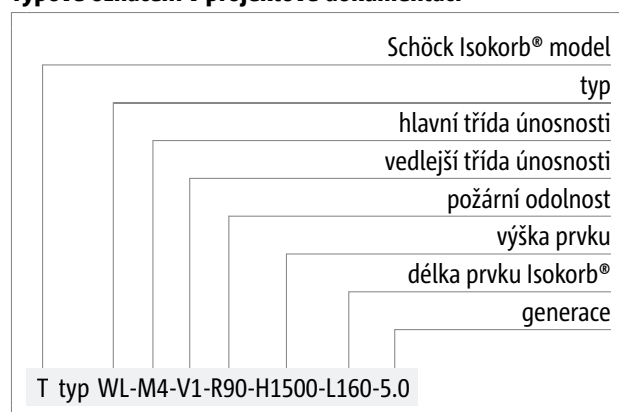 Typové označení v projektové dokumentaci
Schöck Isokorb® model
typ
hlavní třída únosnosti
vedlejší třída únosnosti
požární odolnost
výška prvku
délka prvku Isokorb®
generace
T typ WL-M4-V1-R90-H1500-L160-5.0